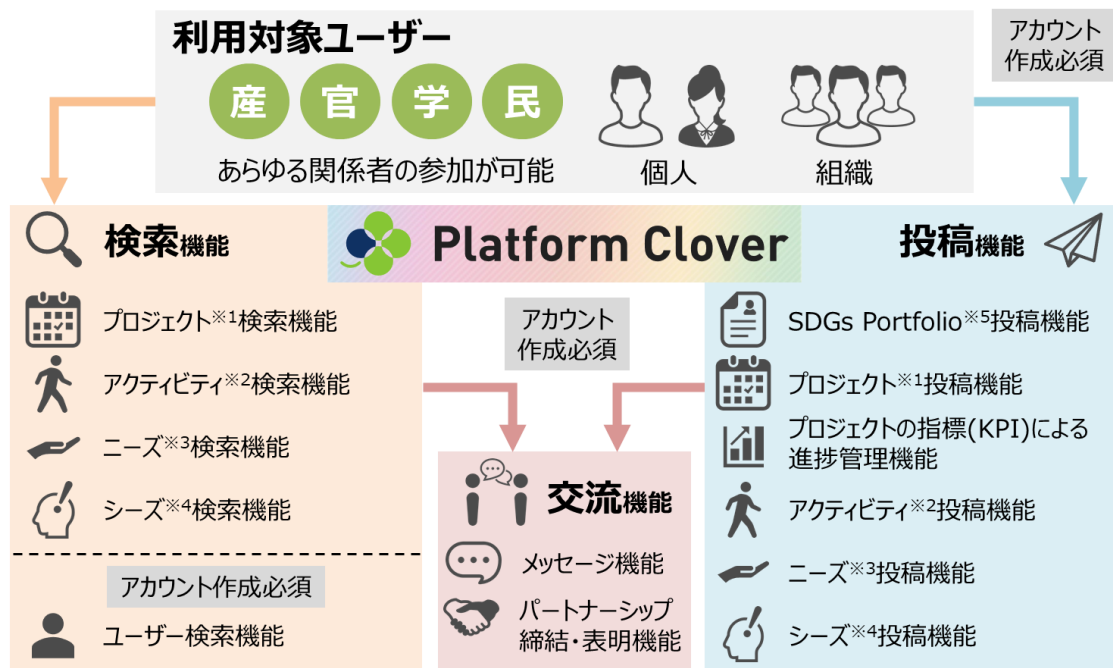 利用対象ユーザー
産 官 学 民
あらゆる関係者の参加が可能
個人
組織
アカウント
作成必須
検索機能
Platform Clover
投稿機能
プロジェクト※1検索機能
アクティビティ※2検索機能
ニーズ※3検索機能
シーズ※4検索機能
アカウント作成必須
ユーザー検索機能
アカウント
作成必須
交流機能
メッセージ機能
パートナーシップ
締結・表明機能
SDGs Portfolio※5投稿機能
プロジェクト※1投稿機能
プロジェクトの指標(KPI)による
進捗管理機能
アクティビティ※2投稿機能
ニーズ※3投稿機能
シーズ※4投稿機能